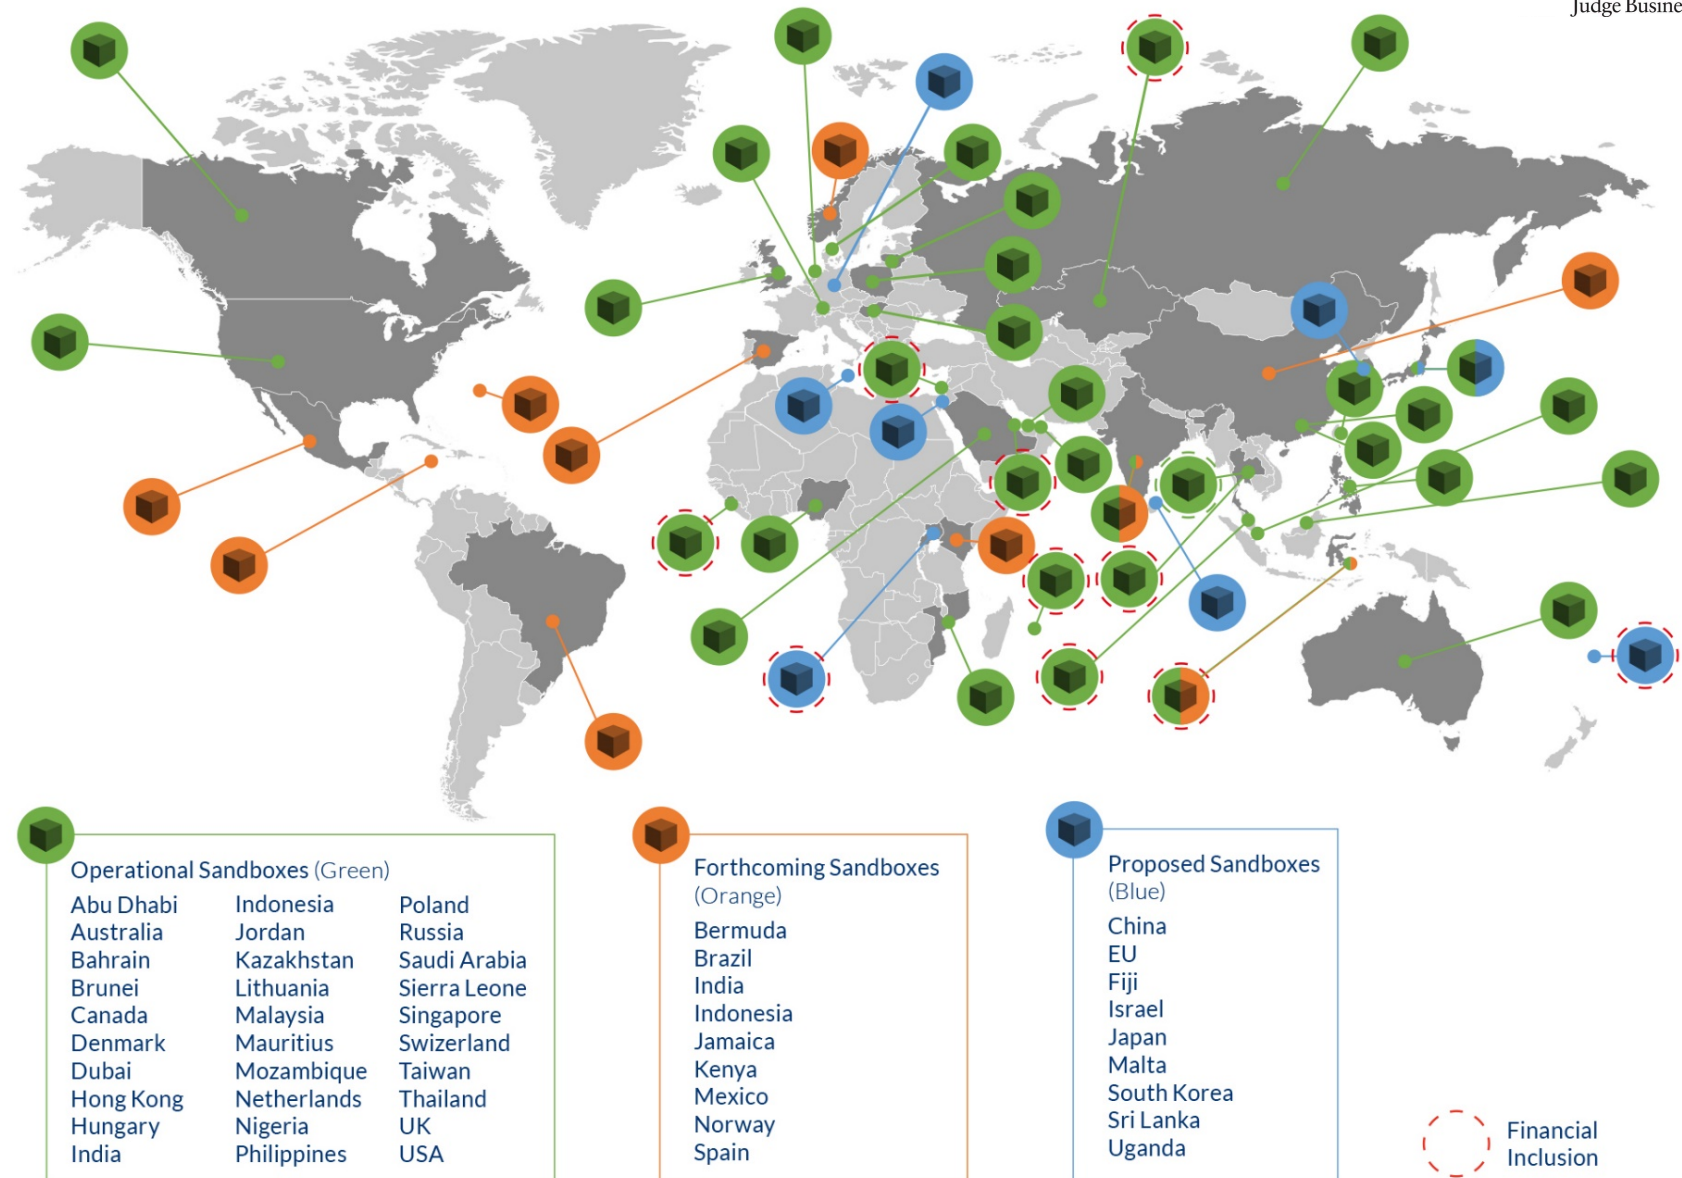 Judge Busine
Operational Sandboxes (Green)
Abu Dhabi
Australia
Bahrain
Brunei
Canada
Denmark
Dubai
Hong Kong
Hungary
India
Indonesia
Jordan
Kazakhstan
Lithuania
Malaysia
Mauritius
Mozambique
Netherlands
Nigeria
Philippines
Poland
Russia
Saudi Arabia
Sierra Leone
Singapore
Swizerland
Taiwan
Thailand
UK
USA
Forthcoming Sandboxes
(Orange)
Bermuda
Brazil
India
Indonesia
Jamaica
Kenya
Mexico
Norway
Spain
Proposed Sandboxes
(Blue)
China
EU
Fiji
Israel
Japan
Malta
South Korea
Sri Lanka
Uganda
Financial
Inclusion